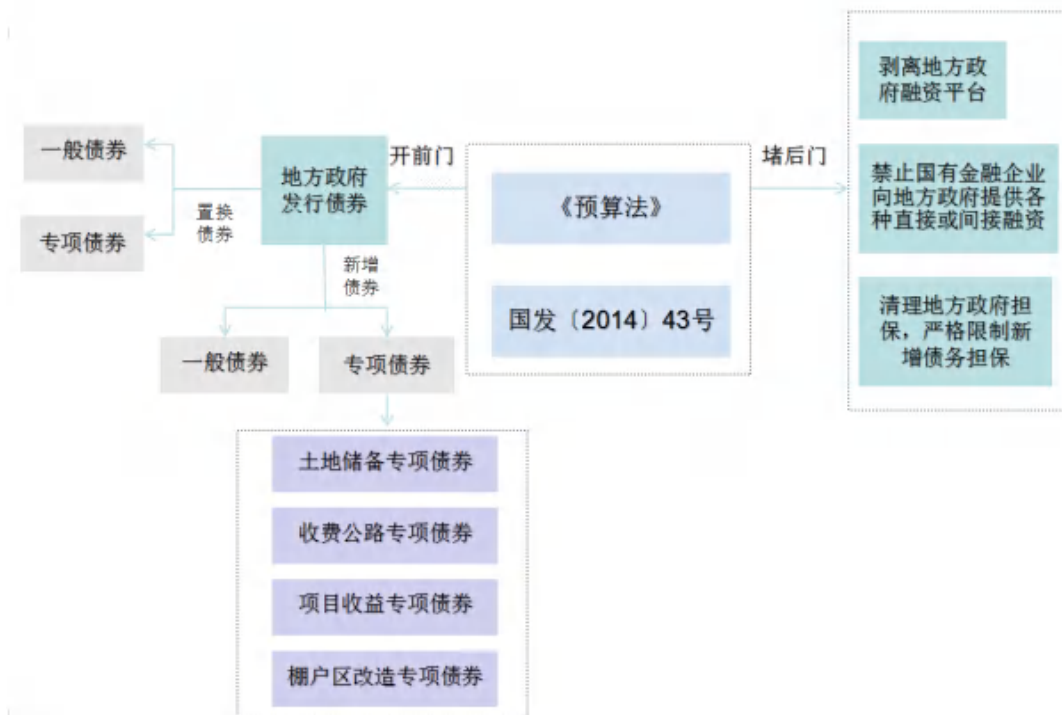 剥离地方政
府融资平台
一般债券
地方政府
发行债券
开前门
堵后门
《预算法》
禁止国有金融企业
向地方政府提供各
种直接或间接融资
置换
债券
专项债券
新增
债券
国发〔2014〕43号
清理地方政府担
保，严格限制新
增债务担保
一般债券
专项债券
土地储备专项债券
收费公路专项债券
项目收益专项债券
棚户区改造专项债券